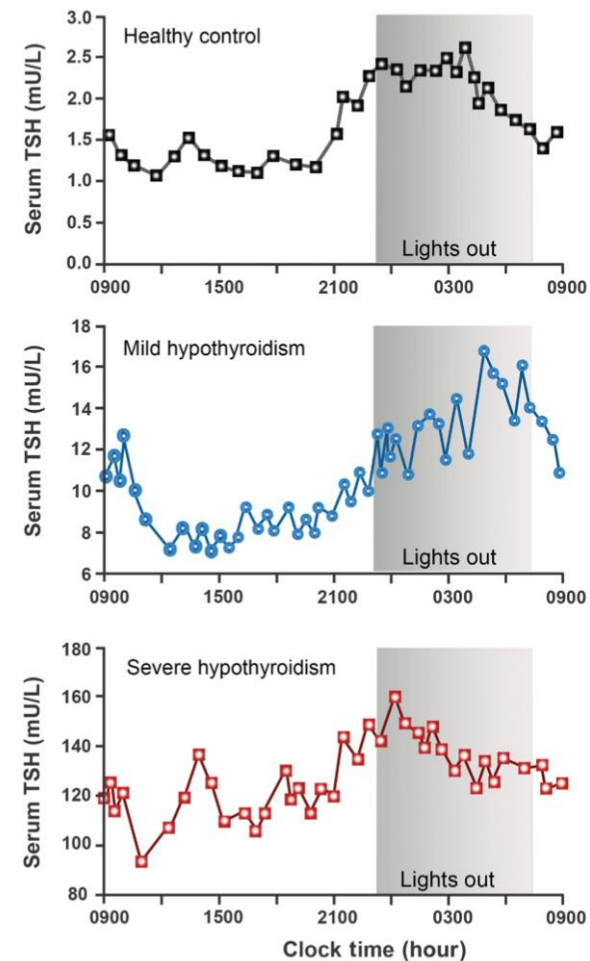 Healthy control
Serum TSH (mU/L)
3.0
2.5
2.0
1.5
1.0
0.5
0.0
Lights out
0900 1500 2100 0300 0900
Mild hypothyroidism
Serum TSH (mU/L)
18
16
14
12
10
8
6
Lights out
0900 1500 2100 0300 0900
Severe hypothyroidism
Serum TSH (mU/L)
180
160
140
120
100
80
Lights out
0900 1500 2100 0300 0900
Clock time (hour)